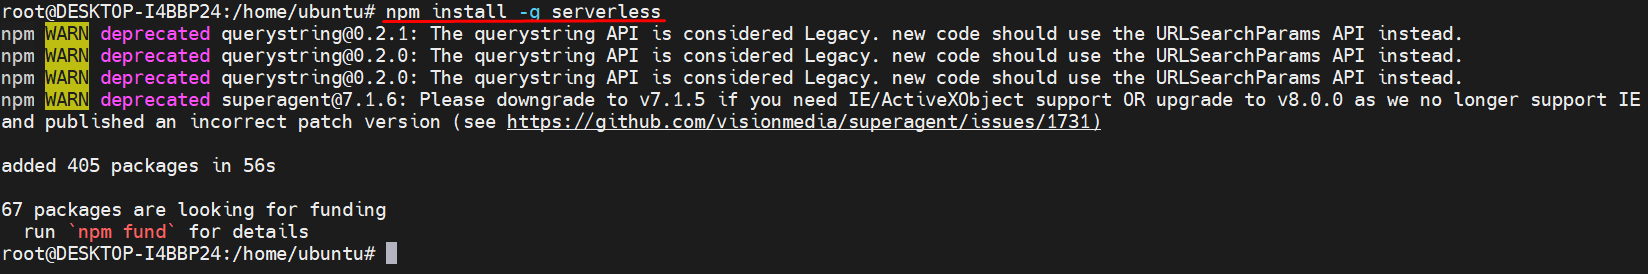 root@DESKTOP-I4BBP24:/home/ubuntu# npm install -g serverless
npm WARN deprecated querystring@0.2.1: The querystring API is considered Legacy. new code should use the URLSearchParams API instead.
npm WARN deprecated querystring@0.2.0: The querystring API is considered Legacy. new code should use the URLSearchParams API instead.
npm WARN deprecated querystring@0.2.0: The querystring API is considered Legacy. new code should use the URLSearchParams API instead.
npm WARN deprecated superagent@7.1.6: Please downgrade to v7.1.5 if you need IE/ActiveXObject support OR upgrade to v8.0.0 as we no longer support IE
and published an incorrect patch version (see https://github.com/visionmedia/superagent/issues/1731)
added 405 packages in 56s
67 packages are looking for funding
  run `npm fund` for details
root@DESKTOP-I4BBP24:/home/ubuntu#